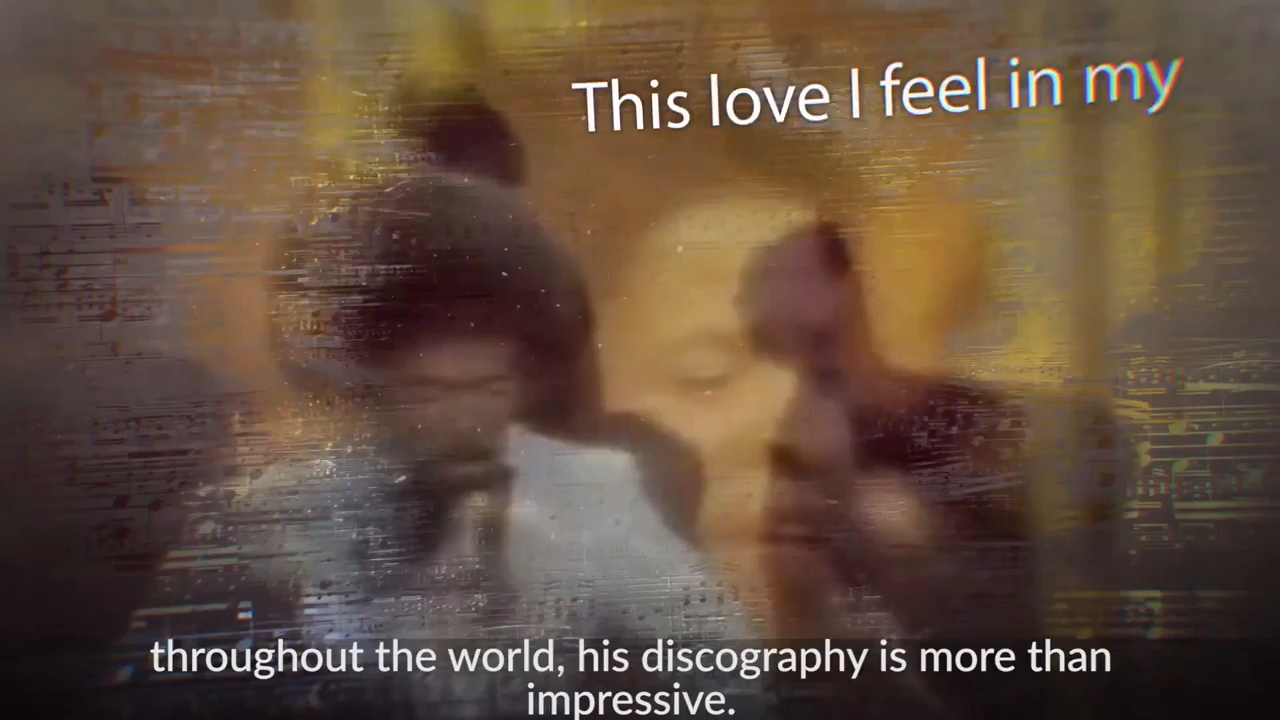 This love I feel in my
throughout the world, his discography is more than
impressive.